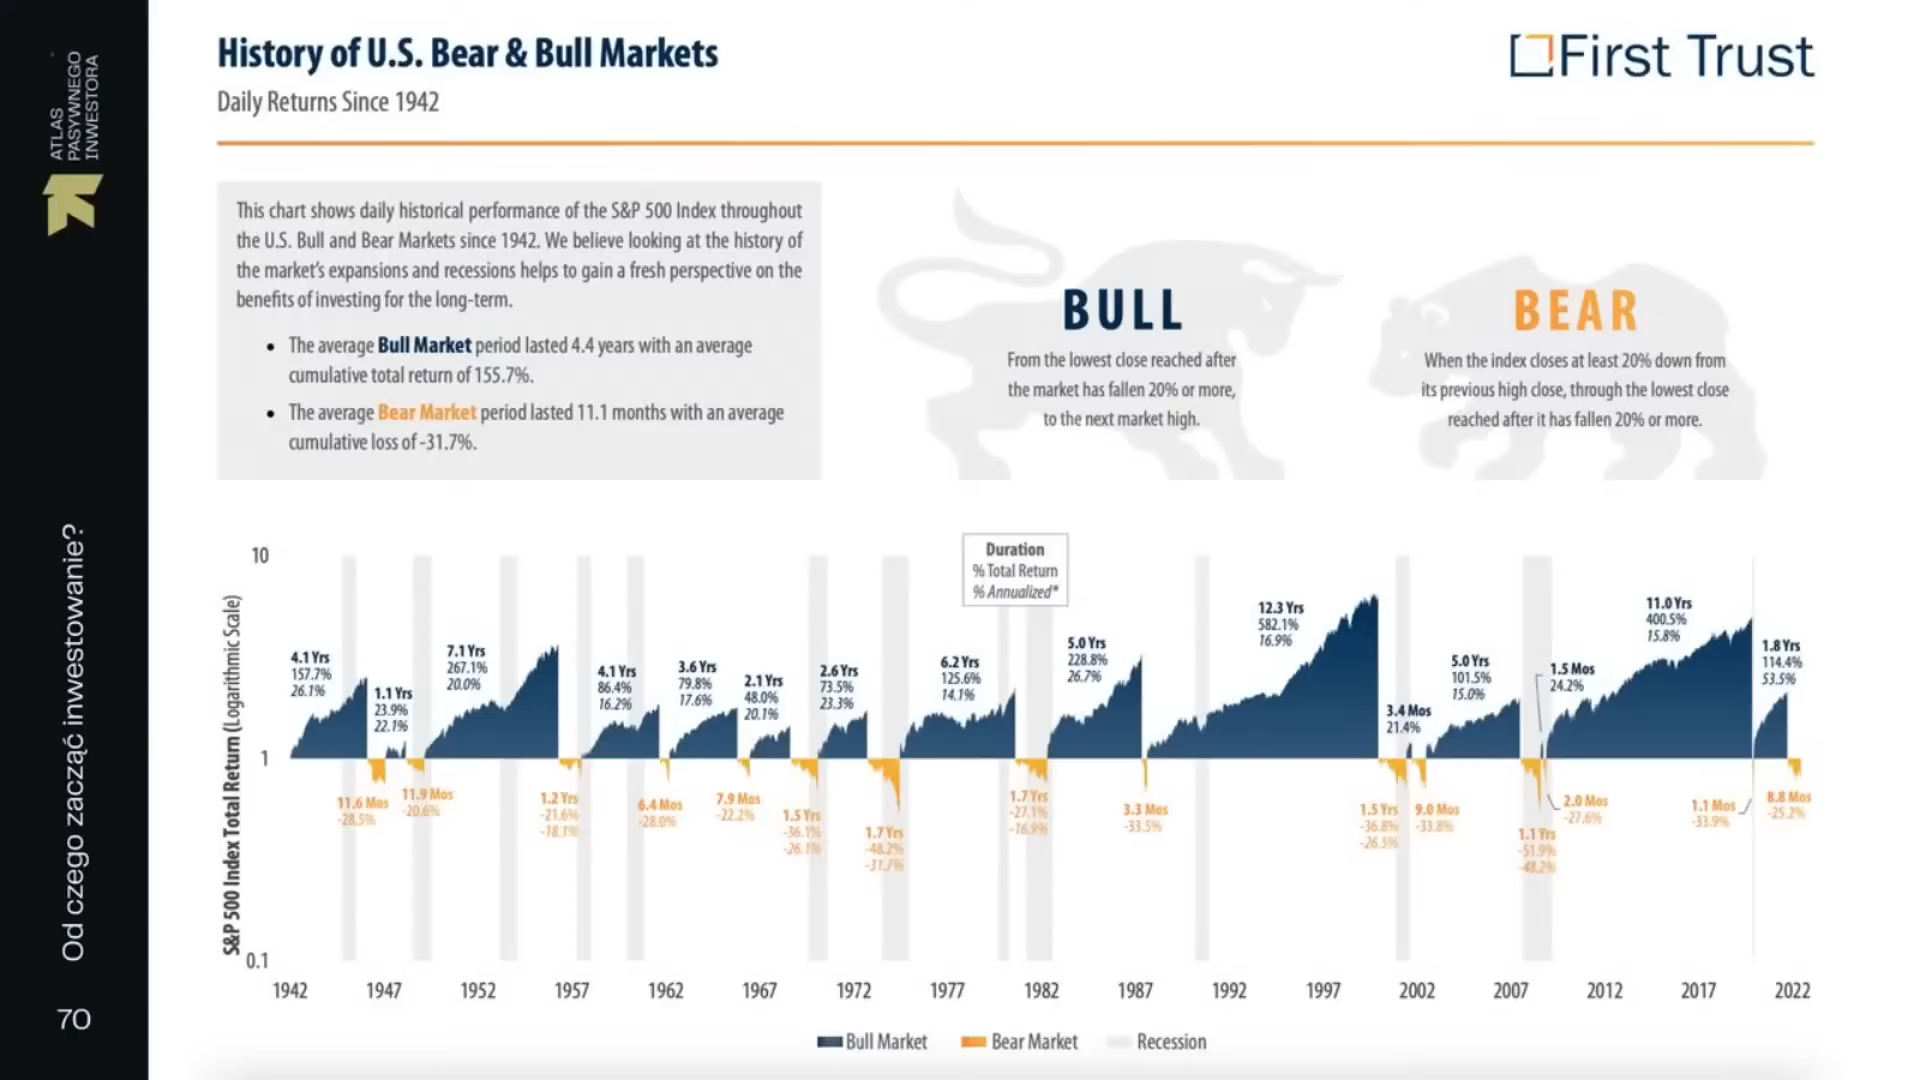 ATLAS
PASYWNEGO
INWESTORA
Od czego zacząć inwestowanie?
70
History of U.S. Bear & Bull Markets
Daily Returns Since 1942
First Trust
This chart shows daily historical performance of the S&P 500 Index throughout
the U.S. Bull and Bear Markets since 1942. We believe looking at the history of
the market's expansions and recessions helps to gain a fresh perspective on the
benefits of investing for the long-term.
• The average Bull Market period lasted 4.4 years with an average
cumulative total return of 155.7%.
• The average Bear Market period lasted 11.1 months with an average
cumulative loss of -31.7%.
BULL
From the lowest close reached after
the market has fallen 20% or more,
to the next market high.
BEAR
When the index closes at least 20% down from
its previous high close, through the lowest close
reached after it has fallen 20% or more.
S&P 500 Index Total Return (Logarithmic Scale)
10
1
0.1
Duration
% Total Return
% Annualized*
4.1 Yrs
157.7%
26.1%
1.1 Yrs
23.9%
22.1%
7.1 Yrs
267.1%
20.0%
4.1 Yrs
86.4%
16.2%
3.6 Yrs
79.8%
17.6%
2.1 Yrs
48.0%
20.1%
2.6 Yrs
73.5%
23.3%
6.2 Yrs
125.6%
14.1%
5.0 Yrs
228.8%
26.7%
12.3 Yrs
582.1%
16.9%
3.4 Mos
21.4%
5.0 Yrs
101.5%
15.0%
1.5 Mos
24.2%
11.0 Yrs
400.5%
15.8%
1.8 Yrs
114.4%
53.5%
11.6 Mos
-28.5%
11.9 Mos
-20.6%
1.2 Yrs
-21.6%
-18.1%
6.4 Mos
-28.0%
7.9 Mos
-22.2%
1.5 Yrs
-36.1%
-26.1%
1.7 Yrs
-48.2%
-31.7%
1.7 Yrs
-27.1%
-16.9%
3.3 Mos
-33.5%
1.5 Yrs
-36.8%
-26.5%
9.0 Mos
-33.8%
1.1 Yrs
-51.9%
-48.2%
2.0 Mos
-27.6%
1.1 Mos
-33.9%
8.8 Mos
-25.2%
1942 1947 1952 1957 1962 1967 1972 1977 1982 1987 1992 1997 2002 2007 2012 2017 2022
Bull Market Bear Market Recession